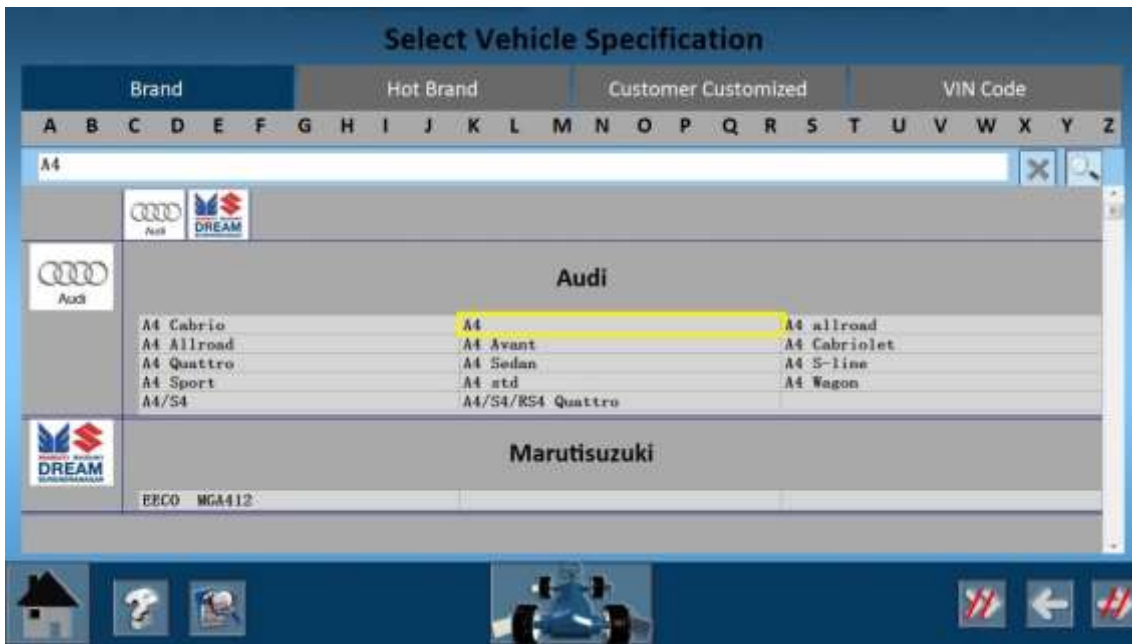 Select Vehicle Specification
Brand Hot Brand Customer Customized VIN Code
A B C D E F G H I J K L M N O P Q R S T U V W X Y Z
A4
Audi DREAM
Audi
Audi
A4 Cabrio A4 A4 allroad
A4 Allroad A4 Avant A4 Cabriolet
A4 Quattro A4 Sedan A4 S-line
A4 Sport A4 std A4 Wagon
A4/S4 A4/S4/RS4 Quattro
MARUTI SUZUKI
DREAM
Marutisuzuki
EECO MGA412